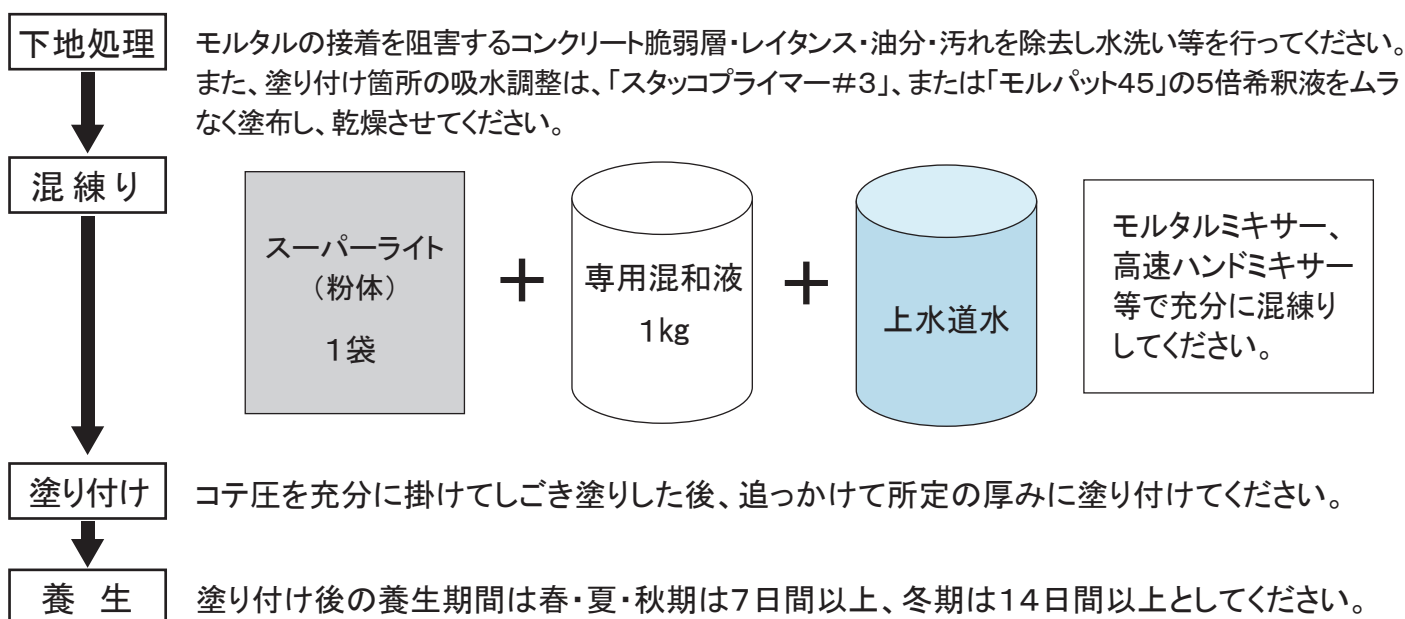 下地処理
モルタルの接着を阻害するコンクリート脆弱層・レイタンス・油分・汚れを除去し水洗い等を行ってください。
また、塗り付け箇所の吸水調整は、「スタッコプライマー#3」、または「モルパット45」の5倍希釈液をムラ
なく塗布し、乾燥させてください。
混練り
スーパーライト
（粉体）
1袋
＋
専用混和液
1kg
＋
上水道水
モルタルミキサー、
高速ハンドミキサー
等で充分に混練り
してください。
塗り付け
コテ圧を充分に掛けてしごき塗りした後、追っかけて所定の厚みに塗り付けてください。
養 生
塗り付け後の養生期間は春・夏・秋期は7日間以上、冬期は14日間以上としてください。